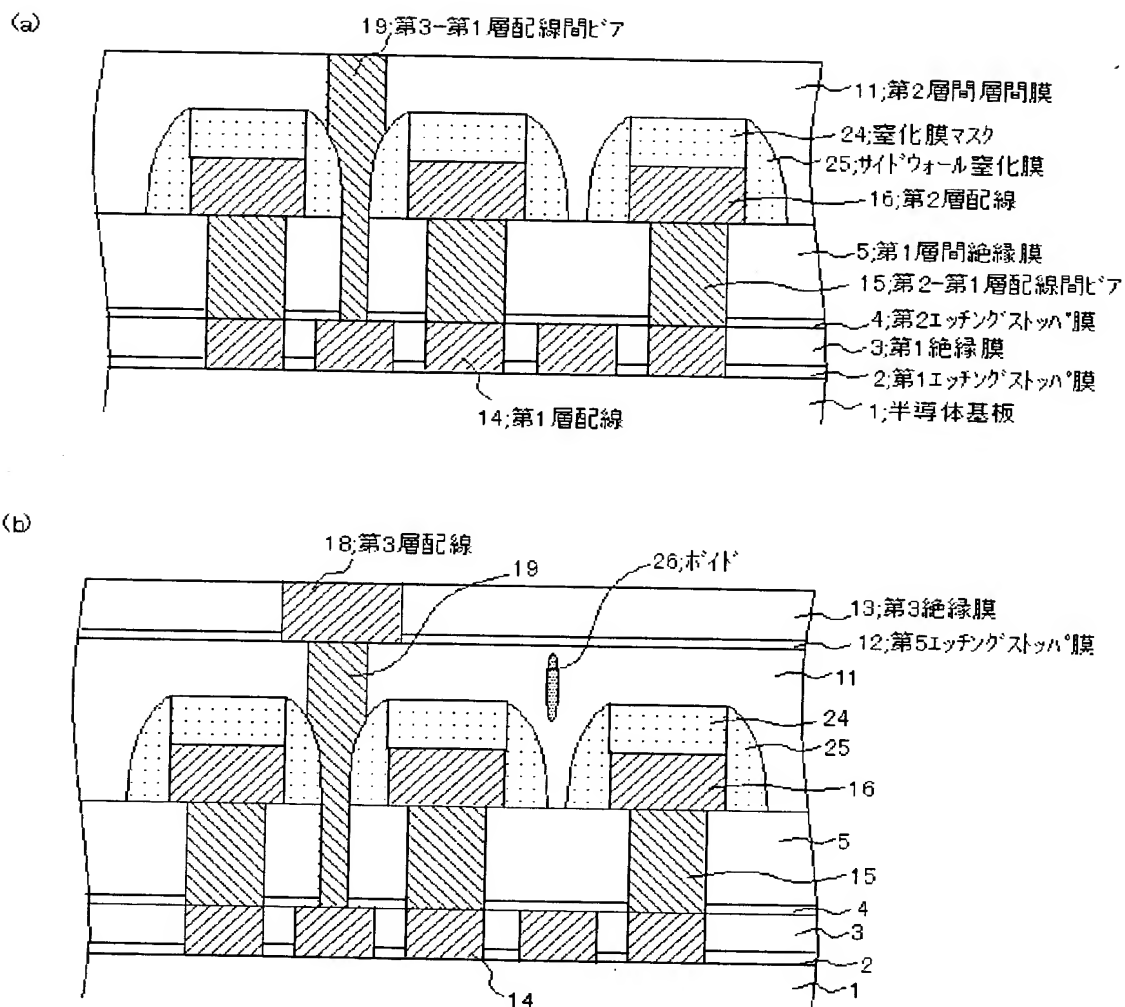 (a)
19;第3-第1層配線間ビア
11;第2層間層間膜
24;窒化膜マスク
25;サイドウォール窒化膜
16;第2層配線
5;第1層間絶縁膜
15;第2-第1層配線間ビア
4;第2エッチングストッパ膜
3;第1絶縁膜
2;第1エッチングストッパ膜
14;第1層配線
1;半導体基板
(b)
18;第3層配線
19
26;ボイド
13;第3絶縁膜
12;第5エッチングストッパ膜
11
24
25
16
5
15
4
3
2
14
1